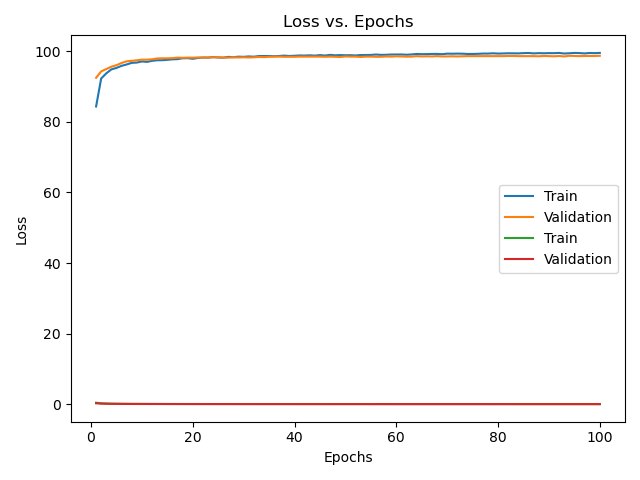 Loss vs. Epochs
100
80
60
40
20
0
Loss
Train
Validation
Train
Validation
0 20 40 60 80 100
Epochs